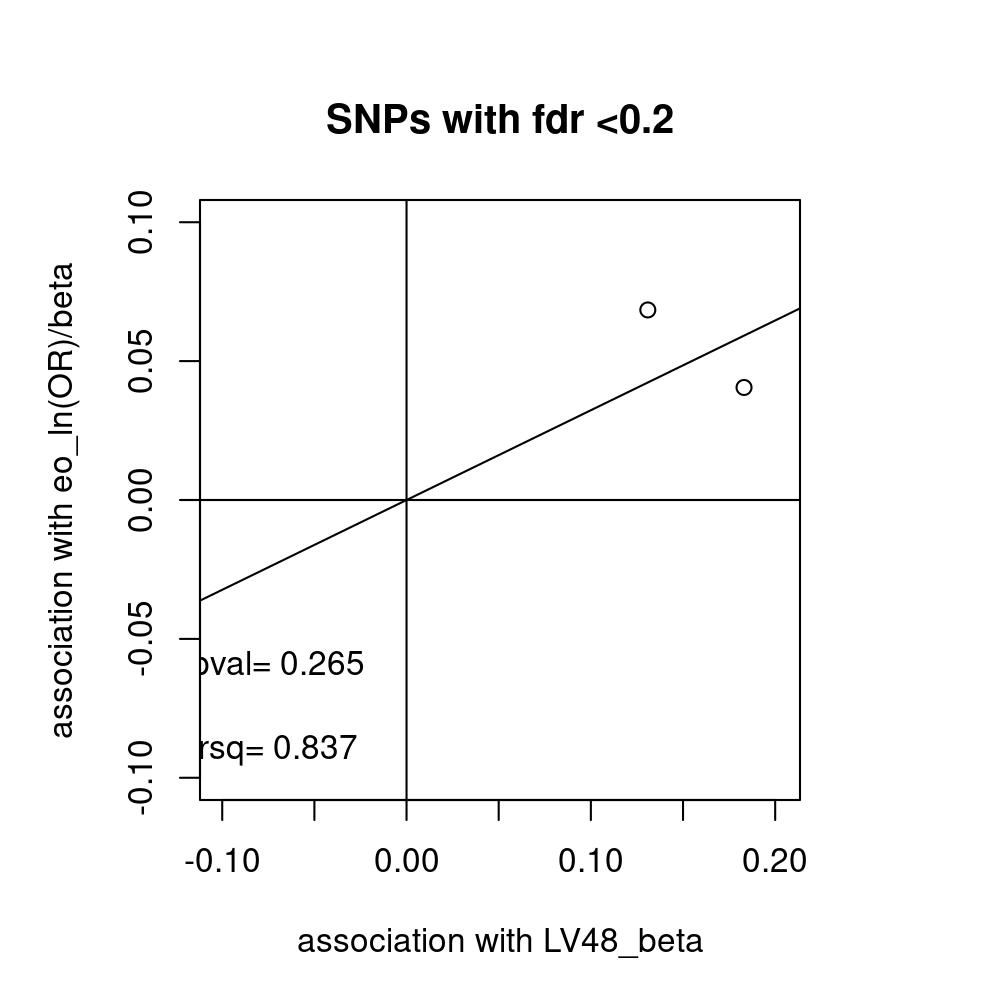 SNPs with fdr <0.2
association with eo_ln(OR)/beta
0.10
0.05
0.00
-0.05
-0.10
pval= 0.265
rsq= 0.837
-0.10
0.00
0.10
0.20
association with LV48_beta